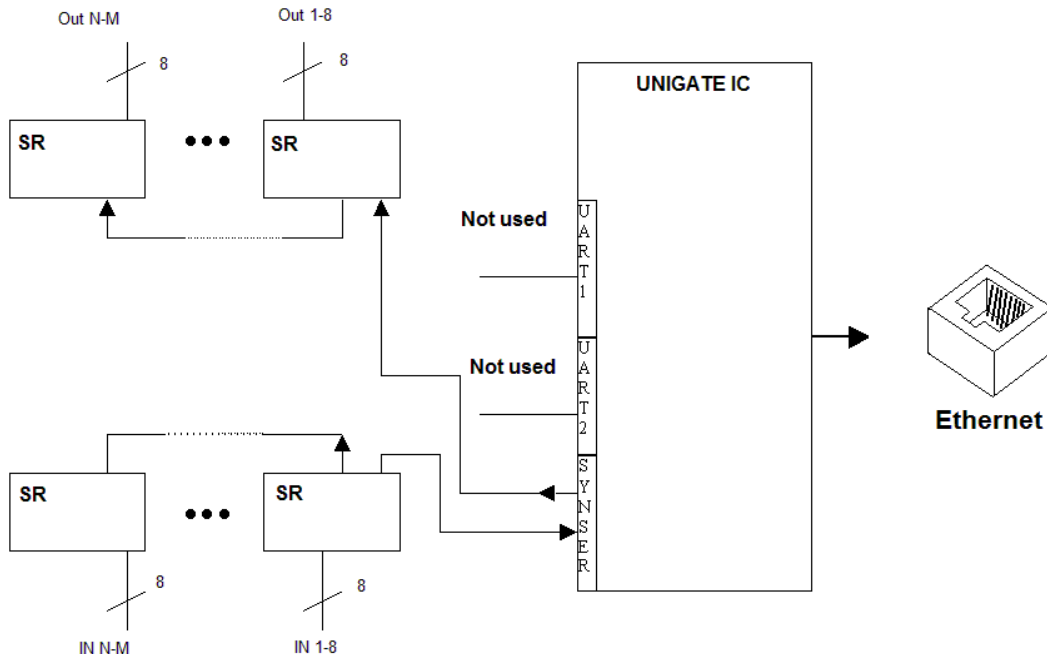 Out N-M
Out 1-8
8
8
UNIGATE IC
SR
SR
Not used
UART1
Not used
UART2
Ethernet
SYNSER
SR
SR
8
8
IN N-M
IN 1-8